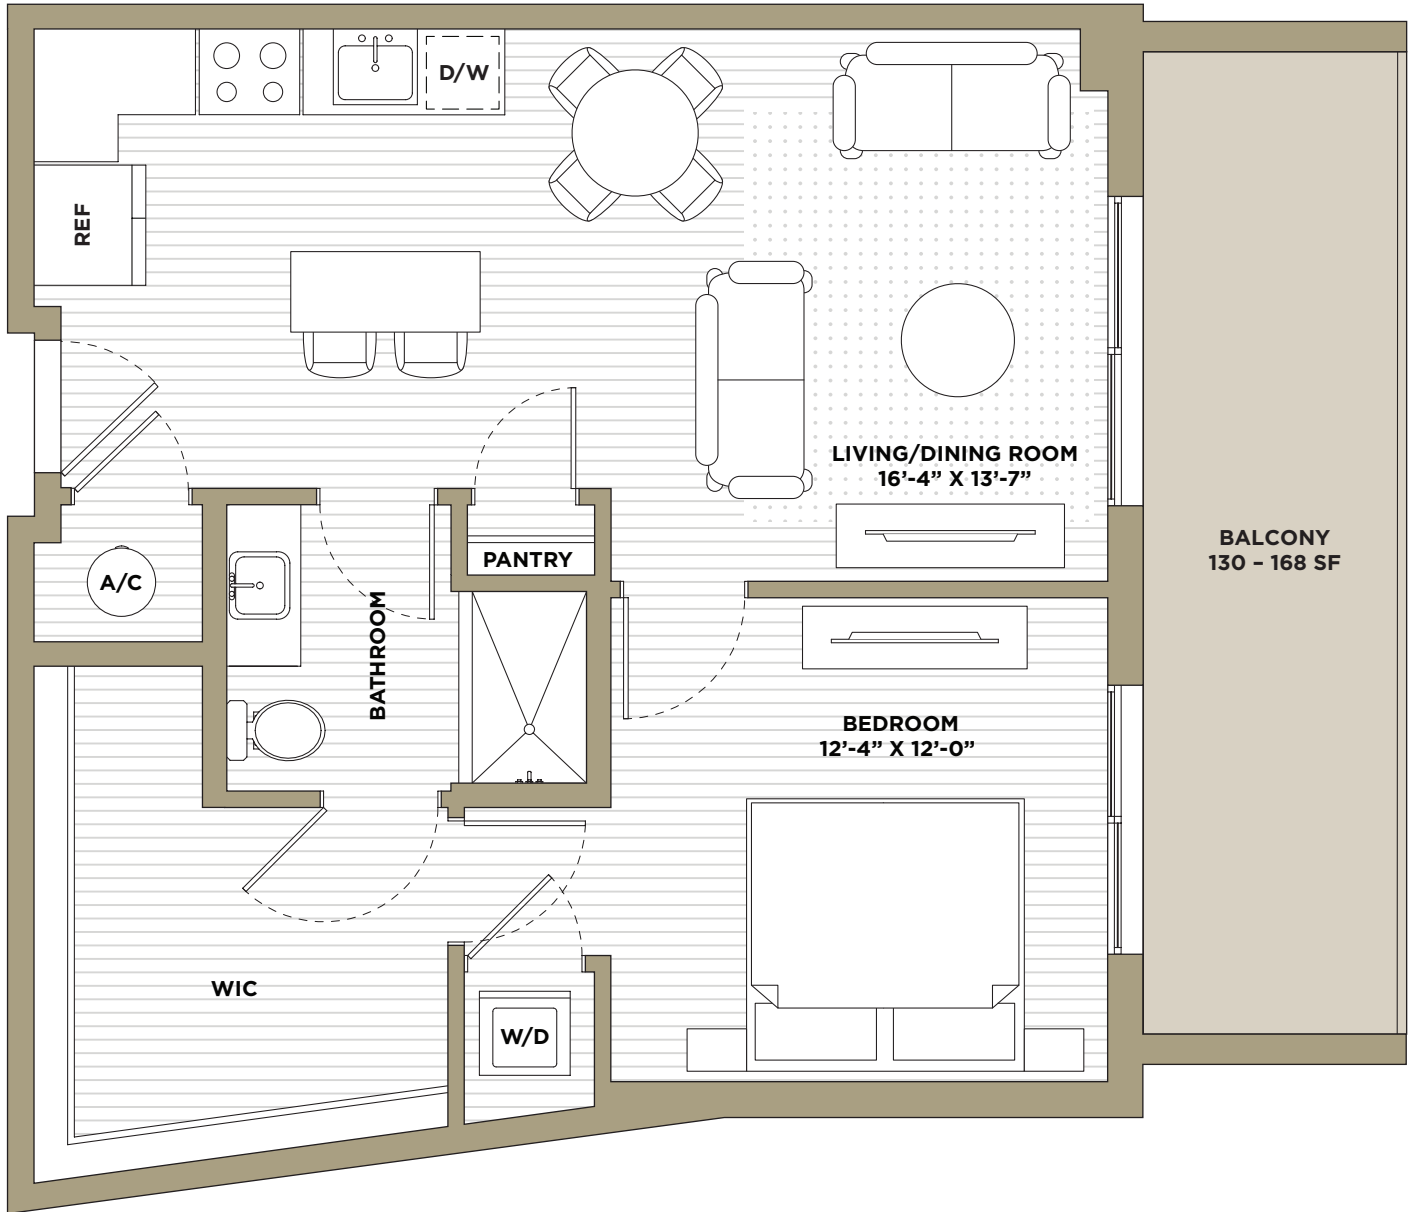 D/W
REF
LIVING/DINING ROOM
16’-4” X 13’-7”
BALCONY
130 – 168 SF
PANTRY
A/C
BATHROOM
BEDROOM
12’-4” X 12’-0”
WIC
W/D